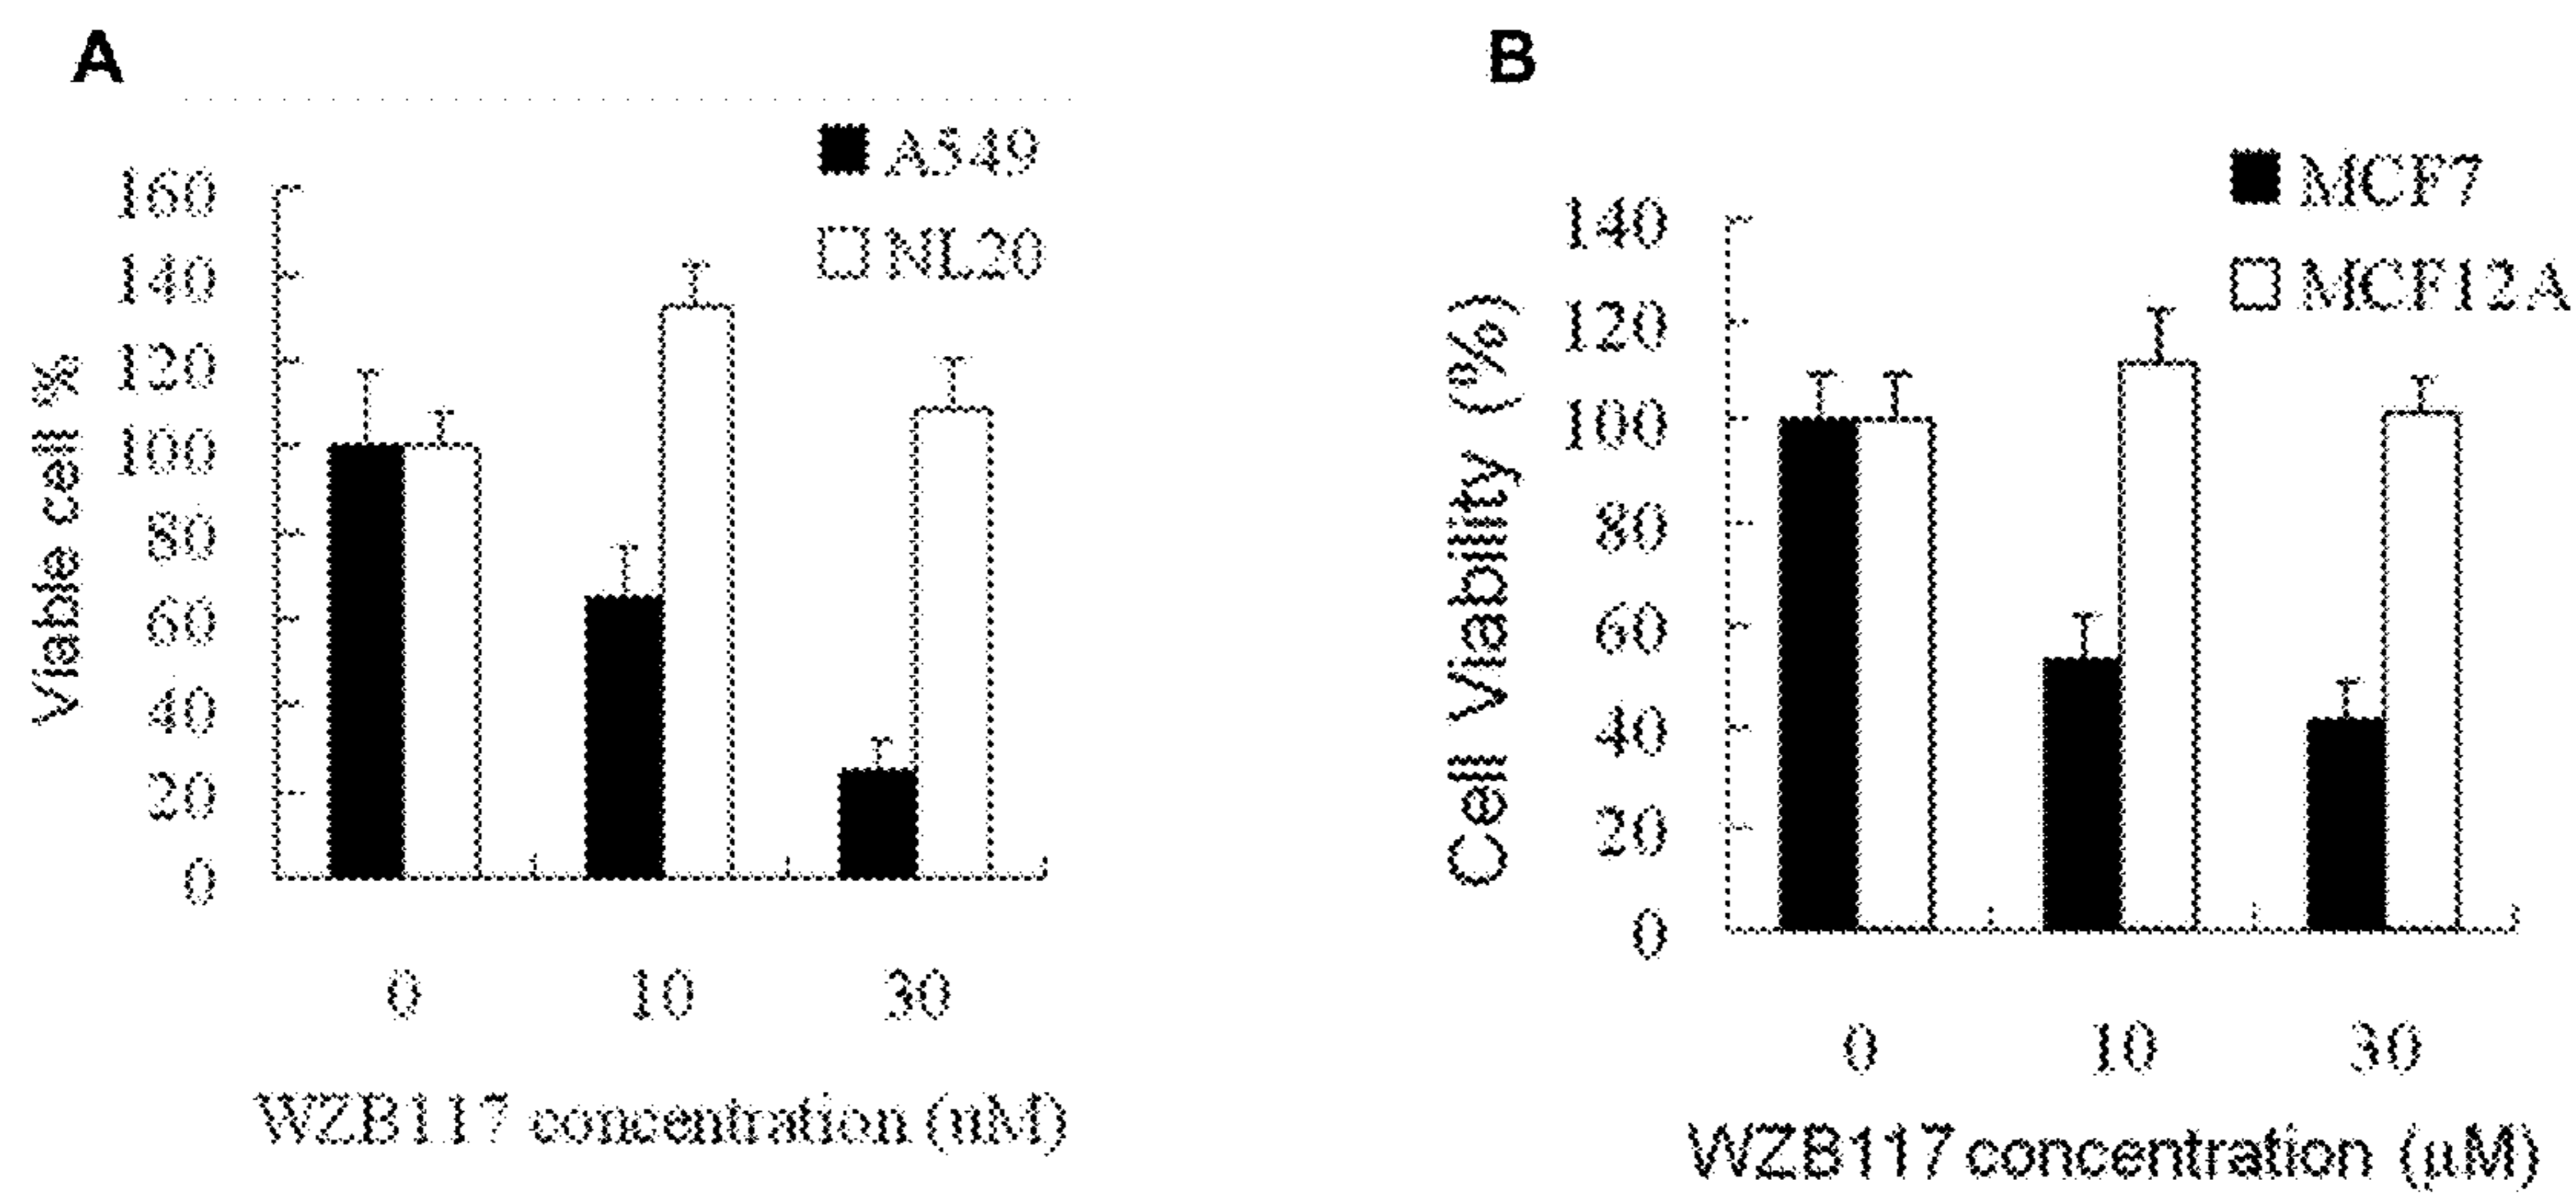 A
A549
NL20
Viable cell %
160
140
120
100
80
60
40
20
0
0 10 30
WZB117 concentration (uM)
B
MCF7
MCF12A
Cell Viability (%)
140
120
100
80
60
40
20
0
0 10 30
WZB117 concentration (μM)